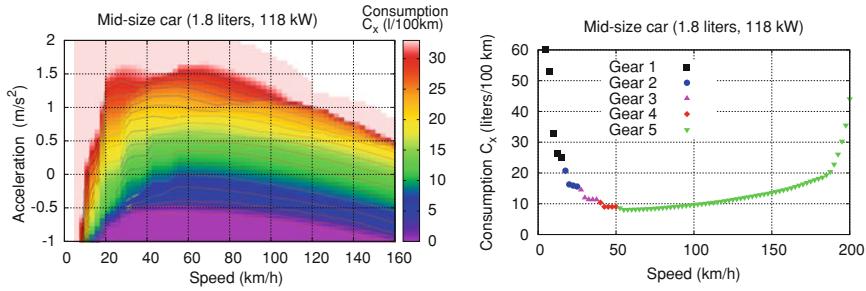 Mid-size car (1.8 liters, 118 kW)
Consumption
Cx (l/100km)
Acceleration (m/s²)
2
1.5
1
0.5
0
-0.5
-1
0 20 40 60 80 100 120 140 160
Speed (km/h)
30
25
20
15
10
5
0
Mid-size car (1.8 liters, 118 kW)
Consumption Cx (liters/100 km)
60
50
40
30
20
10
0
Gear 1
Gear 2
Gear 3
Gear 4
Gear 5
0 50 100 150 200
Speed (km/h)